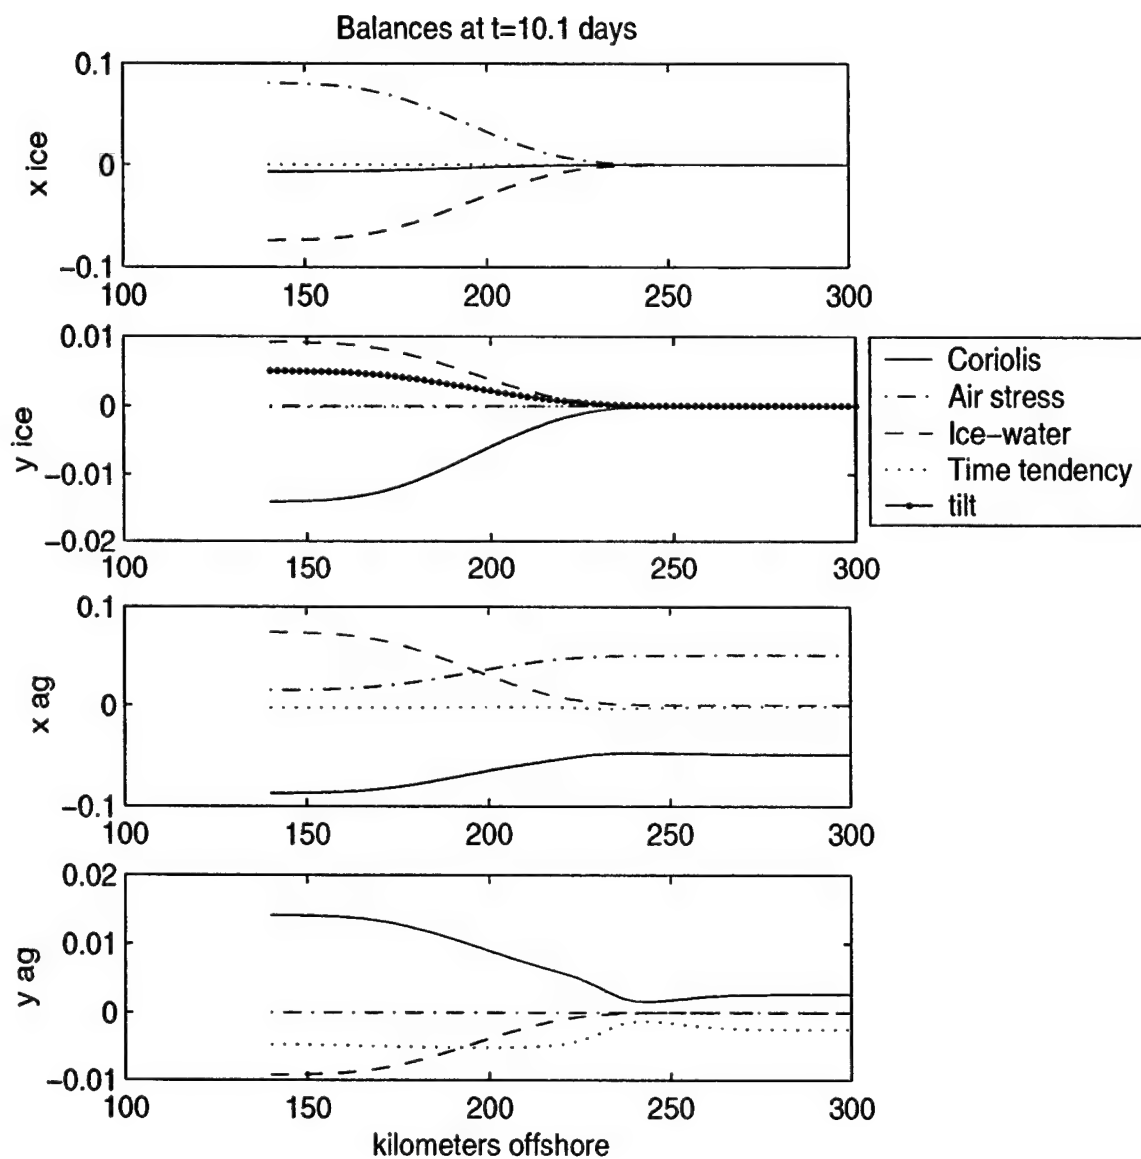 Balances at t=10.1 days
0.1
0
−0.1
x ice
100 150 200 250 300
0.01
0
−0.01
−0.02
y ice
100 150 200 250 300
Coriolis
Air stress
Ice−water
Time tendency
tilt
0.1
0
−0.1
x ag
100 150 200 250 300
0.02
0.01
0
−0.01
y ag
100 150 200 250 300
kilometers offshore